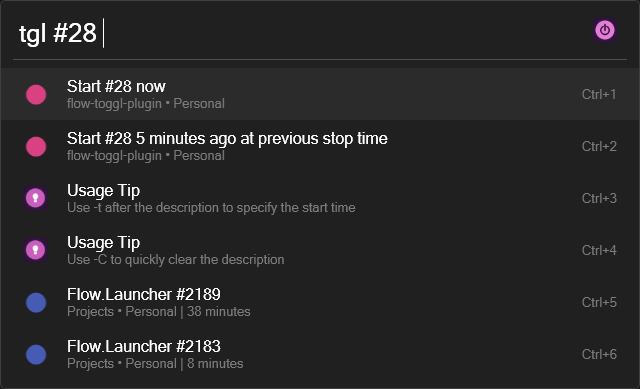 tgl #28
Start #28 now
flow-toggl-plugin • Personal
Ctrl+1
Start #28 5 minutes ago at previous stop time
flow-toggl-plugin • Personal
Ctrl+2
Usage Tip
Use -t after the description to specify the start time
Ctrl+3
Usage Tip
Use -C to quickly clear the description
Ctrl+4
Flow.Launcher #2189
Projects • Personal | 38 minutes
Ctrl+5
Flow.Launcher #2183
Projects • Personal | 8 minutes
Ctrl+6